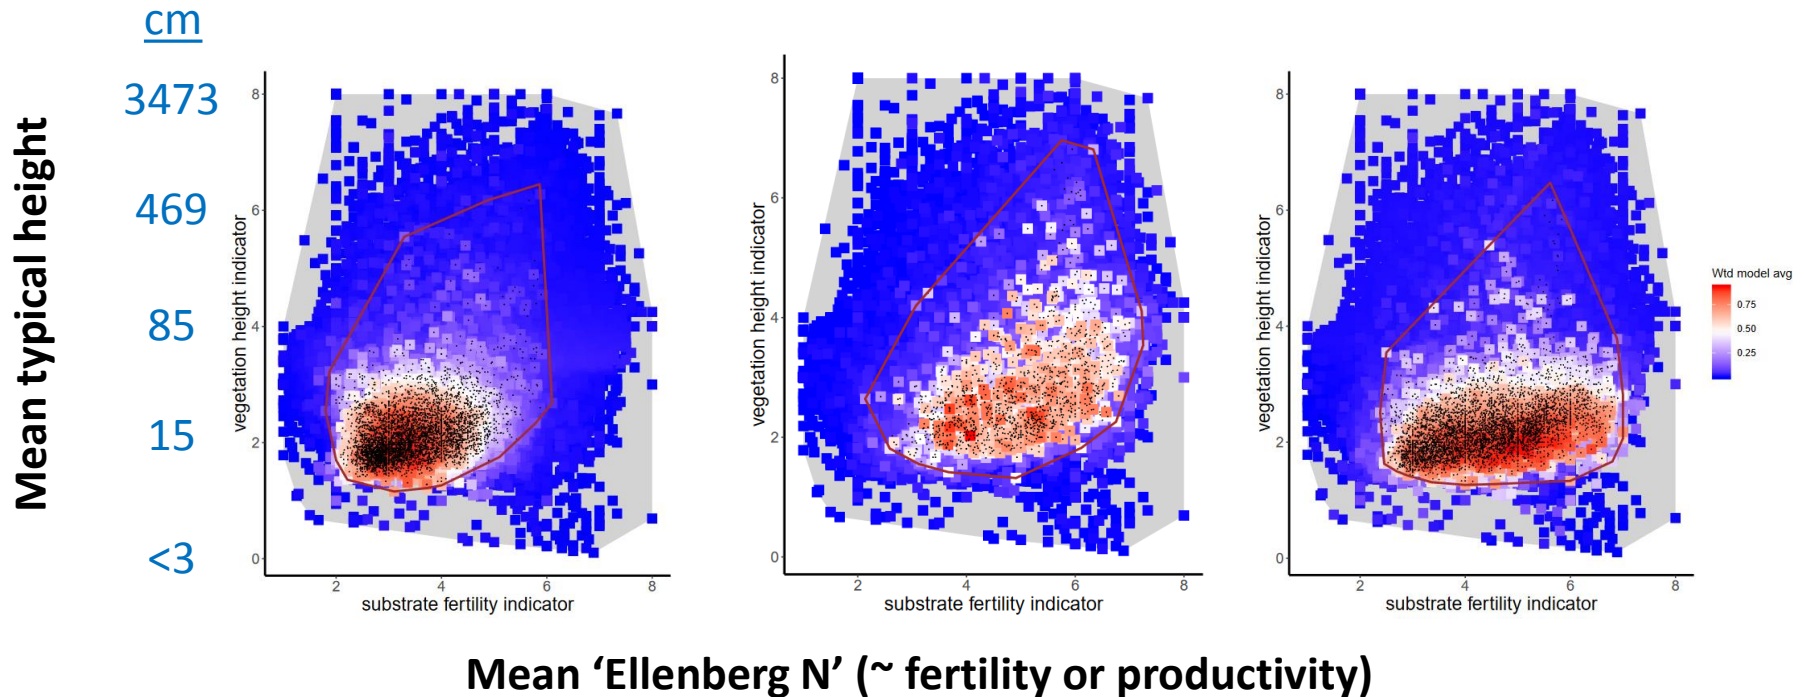 cm
Mean typical height
3473
469
85
15
<3
vegetation height indicator
8
6
4
2
0
2 4 6 8
substrate fertility indicator
vegetation height indicator
8
6
4
2
0
2 4 6 8
substrate fertility indicator
vegetation height indicator
8
6
4
2
0
2 4 6 8
substrate fertility indicator
Wtd model avg
0.75
0.50
0.25
Mean ‘Ellenberg N’ (~ fertility or productivity)